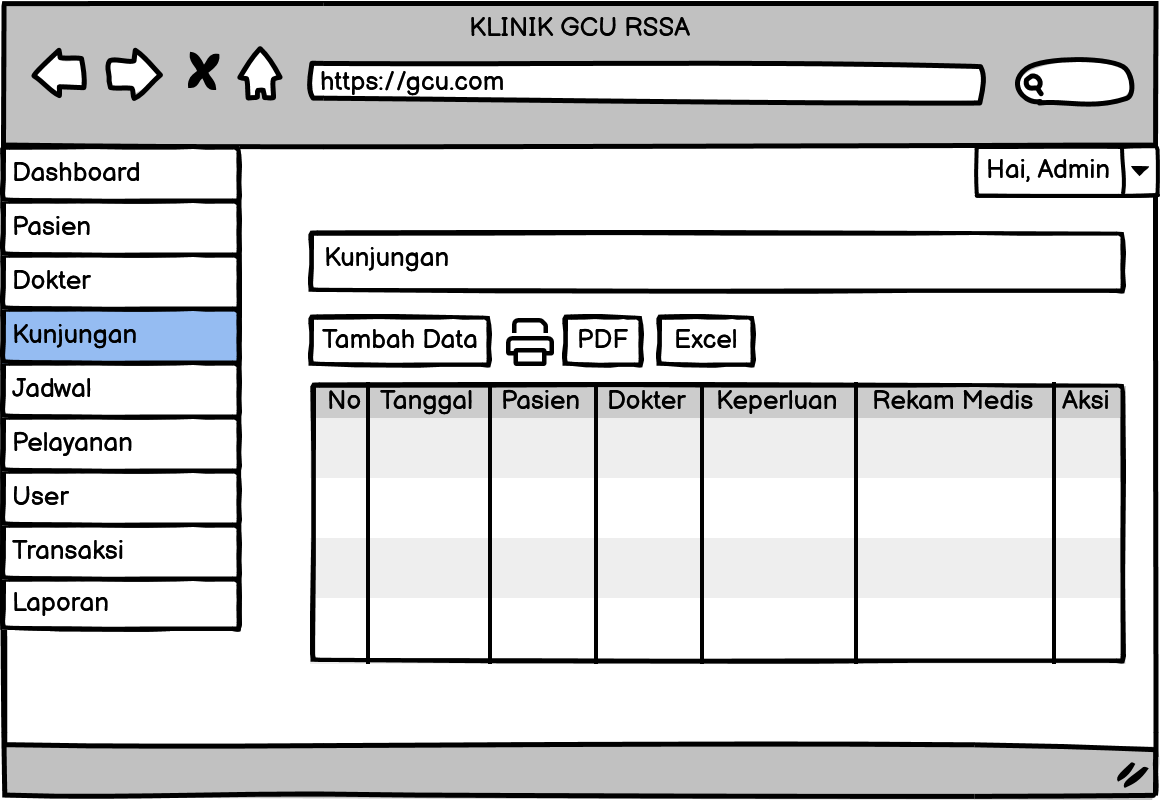 KLINIK GCU RSSA
https://gcu.com
Hai, Admin
Dashboard
Pasien
Dokter
Kunjungan
Jadwal
Pelayanan
User
Transaksi
Laporan
Kunjungan
Tambah Data PDF Excel
No Tanggal Pasien Dokter Keperluan Rekam Medis Aksi